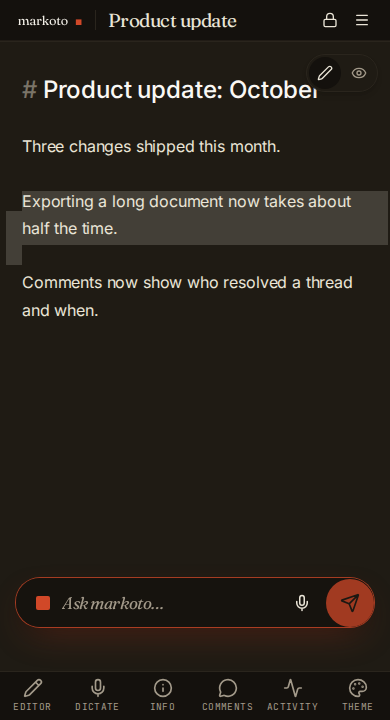 markoto
Product update
# Product update: October
Three changes shipped this month.
Exporting a long document now takes about
half the time.
Comments now show who resolved a thread
and when.
Ask markoto...
EDITOR
DICTATE
INFO
COMMENTS
ACTIVITY
THEME